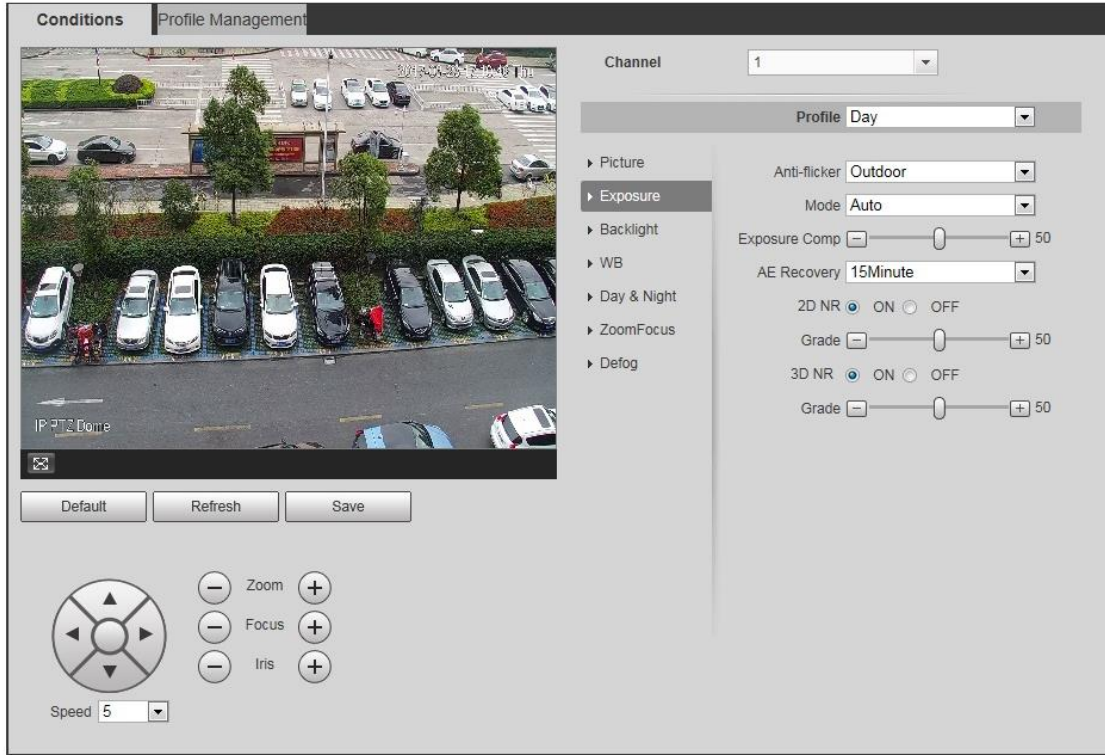 Conditions Profile Management
Channel 1
Profile Day
Picture
Exposure
Backlight
WB
Day & Night
ZoomFocus
Defog
Anti-flicker Outdoor
Mode Auto
Exposure Comp 50
AE Recovery 15Minute
2D NR ON OFF
Grade 50
3D NR ON OFF
Grade 50
IP PTZ Dome
Default Refresh Save
Zoom
Focus
Iris
Speed 5